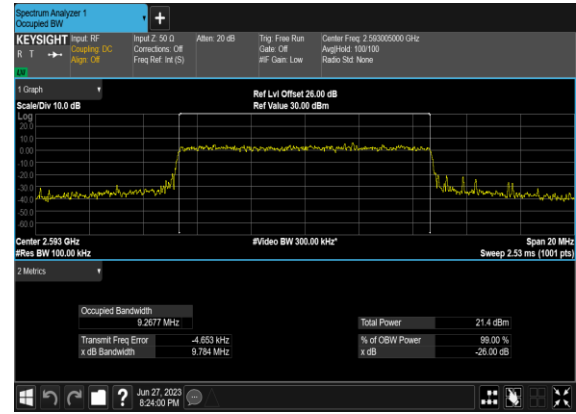 Spectrum Analyzer 1
Occupied BW
+
KEYSIGHT Input: RF Input Z: 50 Ω Atten: 20 dB Trig: Free Run Center Freq: 2.593005000 GHz
R T Coupling: DC Corrections: Off Gate: Off Avg|Hold: 100/100
Align: Off Freq Ref: Int (S) #IF Gain: Low Radio Std: None
1 Graph
Ref Lvl Offset 26.00 dB
Scale/Div 10.0 dB Ref Value 30.00 dBm
Log
20.0
10.0
0.00
-10.0
-20.0
-30.0
-40.0
-50.0
-60.0
Center 2.593 GHz #Video BW 300.00 kHz* Span 20 MHz
#Res BW 100.00 kHz Sweep 2.53 ms (1001 pts)
2 Metrics
Occupied Bandwidth
9.2677 MHz Total Power 21.4 dBm
Transmit Freq Error -4.653 kHz % of OBW Power 99.00 %
x dB Bandwidth 9.784 MHz x dB -26.00 dB
? Jun 27, 2023
8:24:00 PM